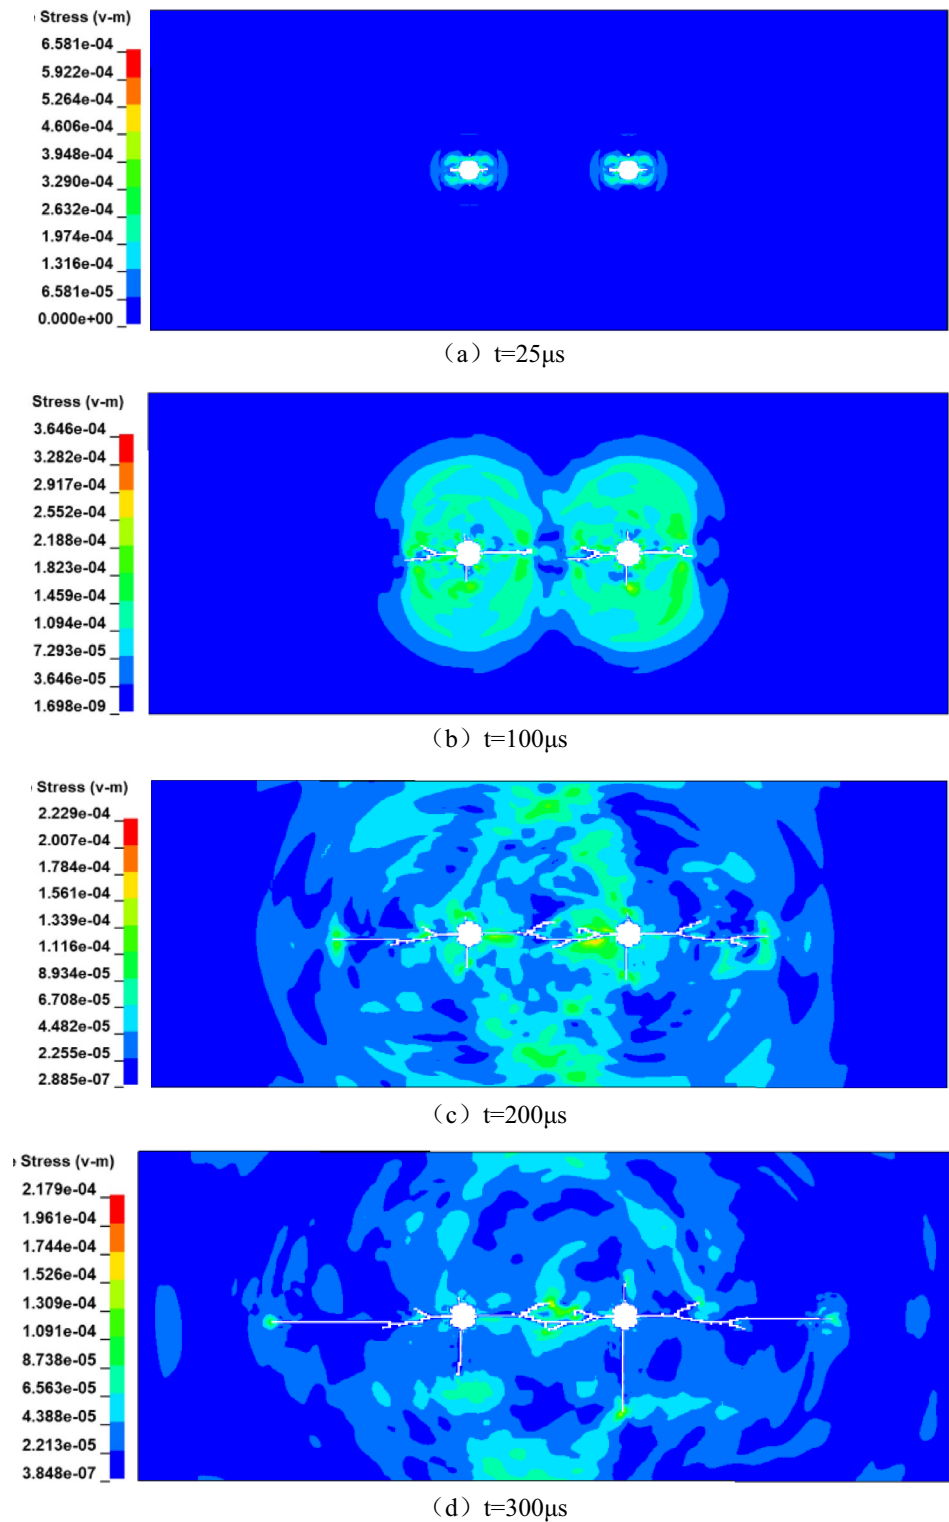 Stress (v-m)
6.581e-04
5.922e-04
5.264e-04
4.606e-04
3.948e-04
3.290e-04
2.632e-04
1.974e-04
1.316e-04
6.581e-05
0.000e+00
（a）t=25μs
Stress (v-m)
3.646e-04
3.282e-04
2.917e-04
2.552e-04
2.188e-04
1.823e-04
1.459e-04
1.094e-04
7.293e-05
3.646e-05
1.698e-09
（b）t=100μs
Stress (v-m)
2.229e-04
2.007e-04
1.784e-04
1.561e-04
1.339e-04
1.116e-04
8.934e-05
6.708e-05
4.482e-05
2.255e-05
2.885e-07
（c）t=200μs
Stress (v-m)
2.179e-04
1.961e-04
1.744e-04
1.526e-04
1.309e-04
1.091e-04
8.738e-05
6.563e-05
4.388e-05
2.213e-05
3.848e-07
（d）t=300μs